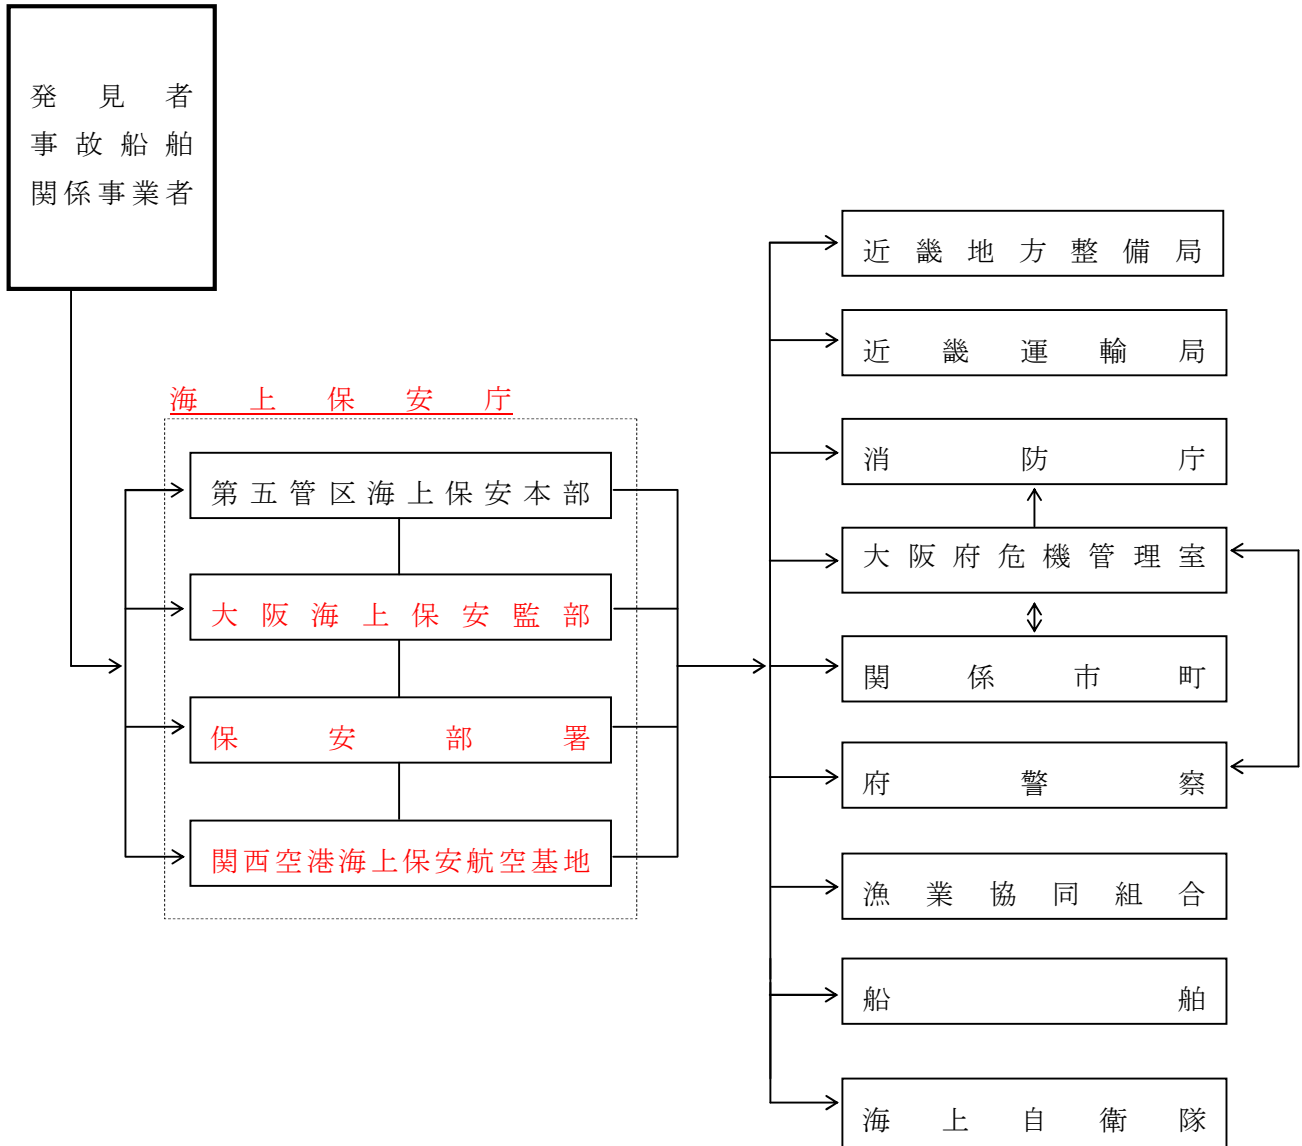 発見者
事故船舶
関係事業者
海上保安庁
第五管区海上保安本部
大阪海上保安監部
保安部署
関西空港海上保安航空基地
近畿地方整備局
近畿運輸局
消防庁
大阪府危機管理室
関係市町
府警察
漁業協同組合
船舶
海上自衛隊